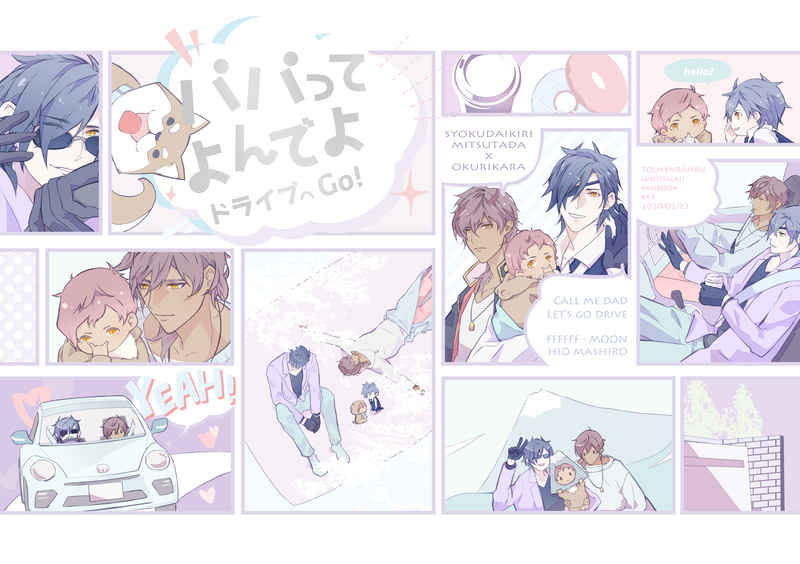 パパって
よんでよ
ドライブへGo!
SYOKUDAIKIRI
MITSUTADA
×
OKURIKARA
hello?
TOUKENRANBU
UNOFFICIAL
FANBOOK
CALL ME DAD
LET'S GO DRIVE
FFFFFF - MOON
HIO MASHIRO
YEAH!